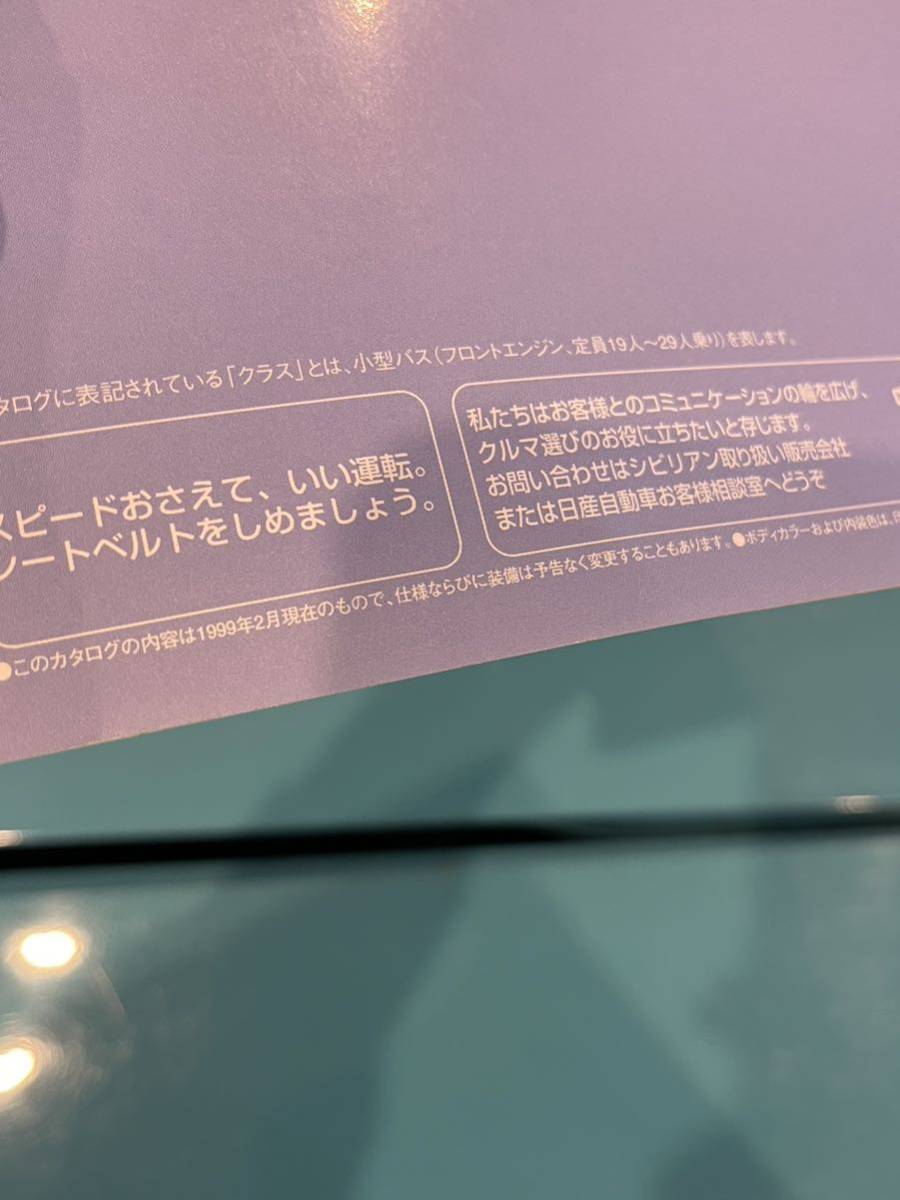 タログに表記されている「クラス」とは、小型バス(フロントエンジン、定員19人〜29人乗り)を表します。
スピードおさえて、いい運転。
シートベルトをしめましょう。
私たちはお客様とのコミュニケーションの輪を広げ、
クルマ選びのお役に立ちたいと存じます。
お問い合わせはシビリアン取り扱い販売会社
または日産自動車お客様相談室へどうぞ
●このカタログの内容は1999年2月現在のもので、仕様ならびに装備は予告なく変更することもあります。●ボディカラーおよび内装色は、